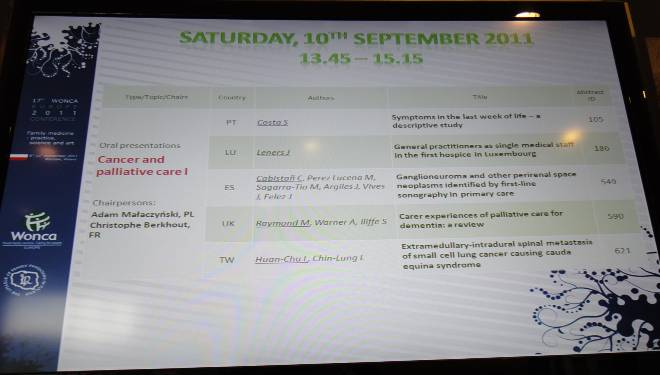 SATURDAY, 10TH SEPTEMBER 2011
13.45 – 15.15
17th WONCA
EUROPE
2011
CONFERENCE
Family medicine
- practice,
science and art
Wonca
Type/Topic/Chairs Country Authors Title Abstract ID
Oral presentations
Cancer and
palliative care I
Chairpersons:
Adam Małaczyński, PL
Christophe Berkhout,
FR
PT Costa S Symptoms in the last week of life – a
descriptive study 105
LU Leners J General practitioners as single medical staff
in the first hospice in Luxembourg 186
ES Cabistañ C, Perez Lucena M,
Sagarra-Tio M, Argiles J, Vives
J, Felez J
Ganglioneuroma and other perirenal space
neoplasms identified by first-line
sonography in primary care 549
UK Raymond M, Warner A, Iliffe S Carer experiences of palliative care for
dementia: a review 590
TW Huan-Chu L, Chin-Lung L Extramedullary-intradural spinal metastasis
of small cell lung cancer causing cauda
equina syndrome 621